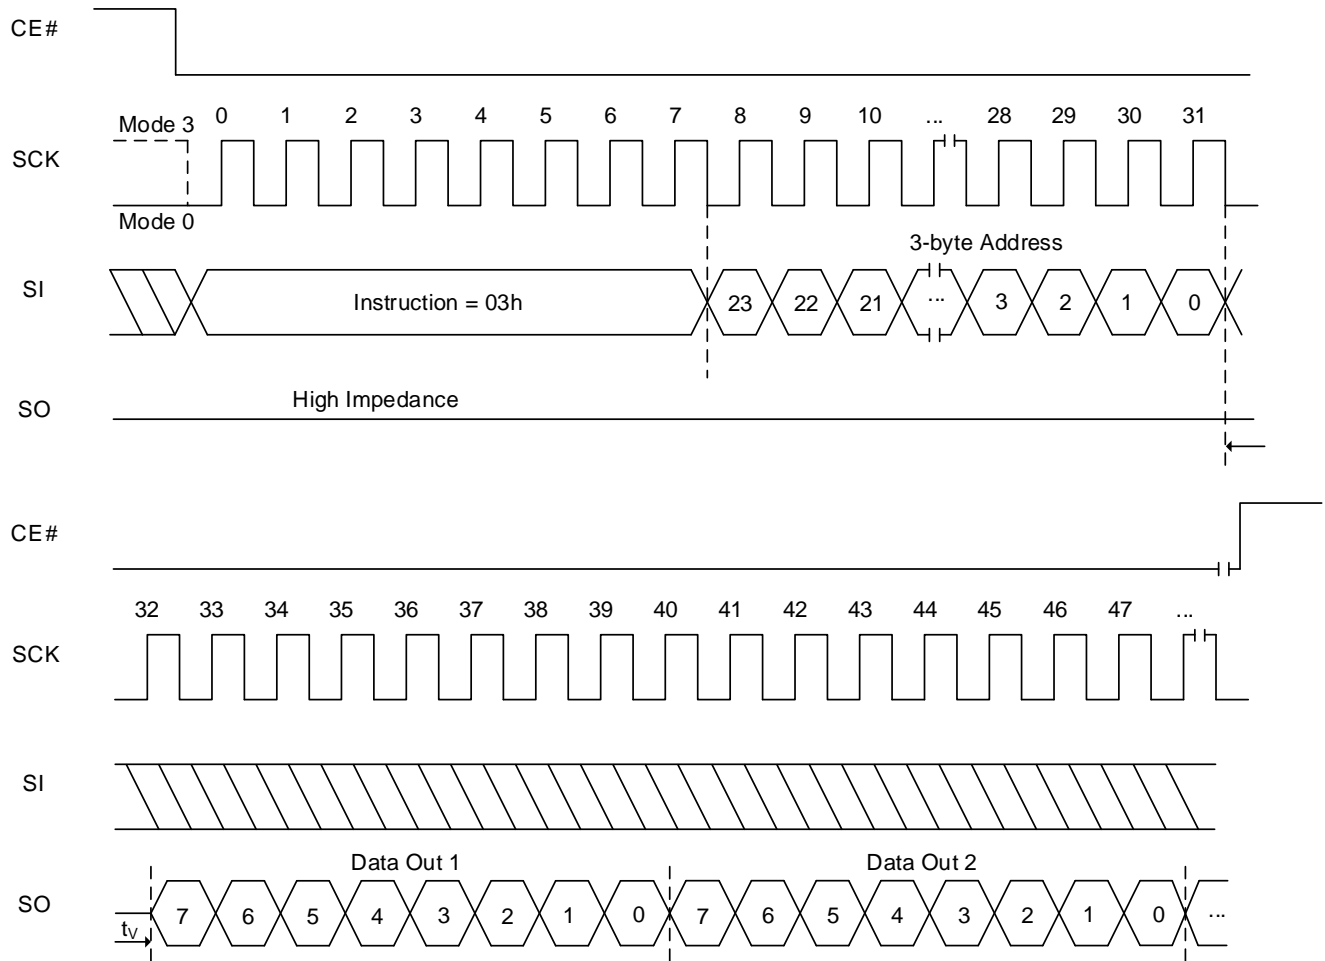 CE#
0 1 2 3 4 5 6 7 8 9 10 ... 28 29 30 31
Mode 3
SCK
Mode 0
3-byte Address
SI
Instruction = 03h 23 22 21 ... 3 2 1 0
High Impedance
SO
CE#
32 33 34 35 36 37 38 39 40 41 42 43 44 45 46 47 ...
SCK
SI
Data Out 1 Data Out 2
SO
7 6 5 4 3 2 1 0 7 6 5 4 3 2 1 0 ...
tV